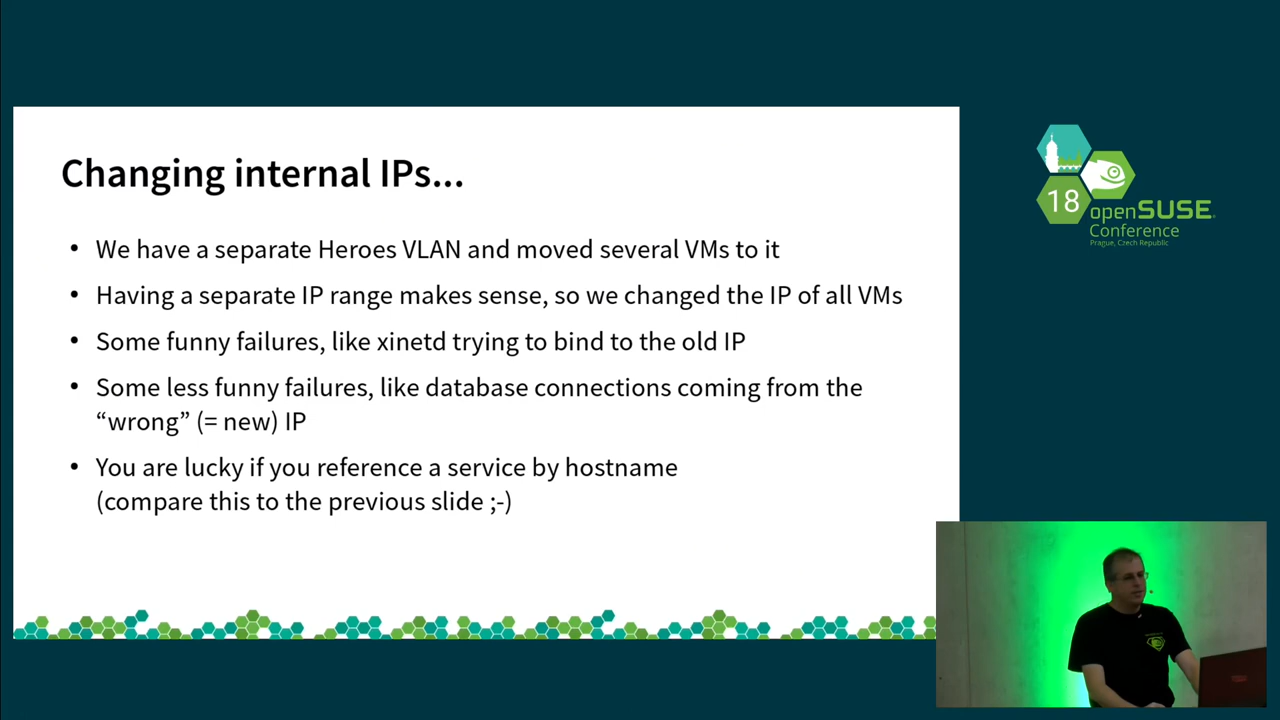 Changing internal IPs...
• We have a separate Heroes VLAN and moved several VMs to it
• Having a separate IP range makes sense, so we changed the IP of all VMs
• Some funny failures, like xinetd trying to bind to the old IP
• Some less funny failures, like database connections coming from the
“wrong” (= new) IP
• You are lucky if you reference a service by hostname
(compare this to the previous slide ;-)
18
openSUSE
Conference
Prague, Czech Republic